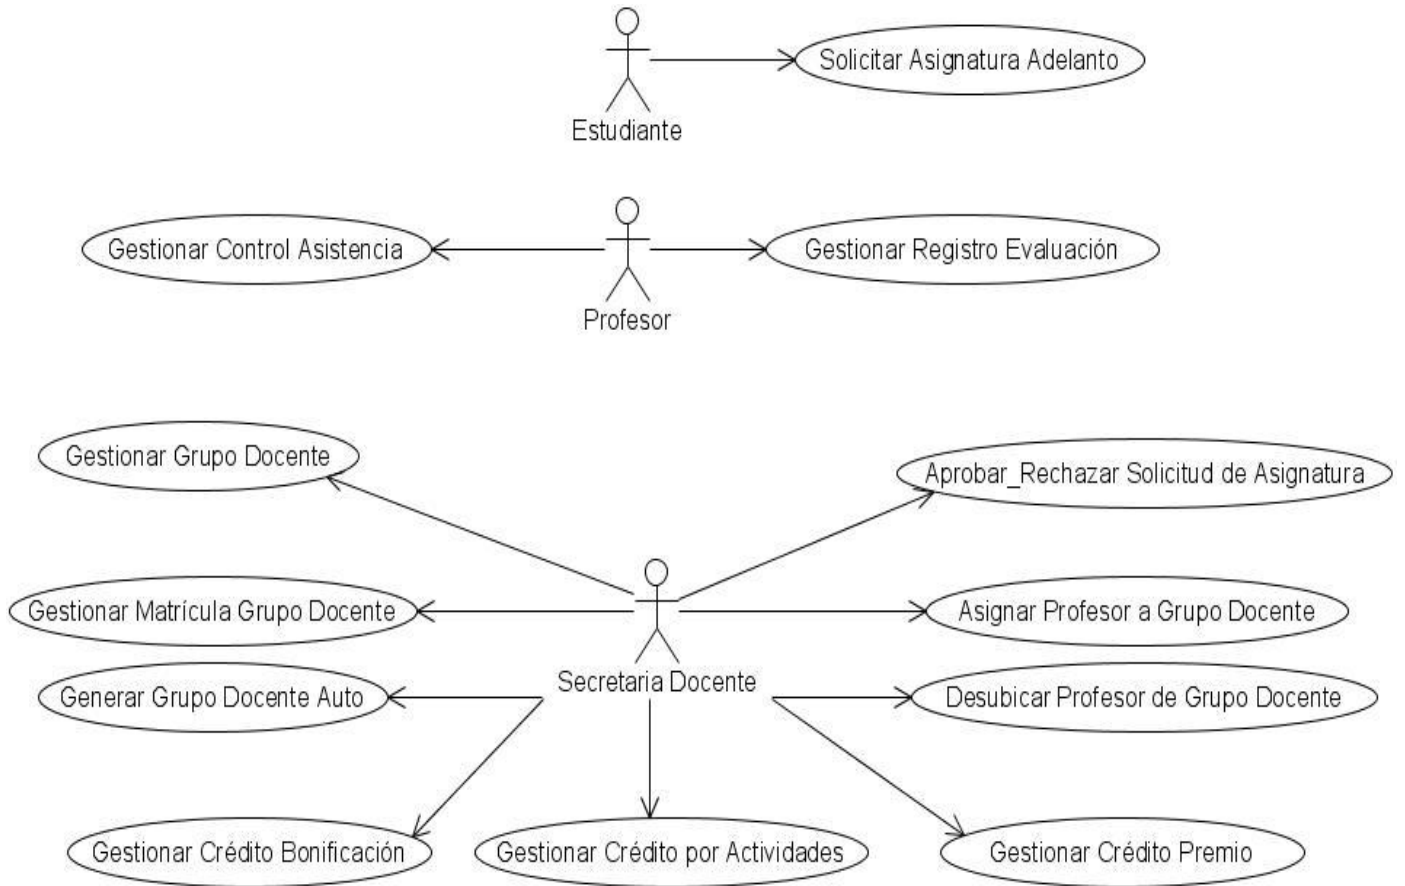 Solicitar Asignatura Adelanto
Estudiante
Gestionar Control Asistencia
Gestionar Registro Evaluación
Profesor
Gestionar Grupo Docente
Aprobar_Rechazar Solicitud de Asignatura
Gestionar Matrícula Grupo Docente
Asignar Profesor a Grupo Docente
Secretaria Docente
Generar Grupo Docente Auto
Desubicar Profesor de Grupo Docente
Gestionar Crédito Bonificación
Gestionar Crédito por Actividades
Gestionar Crédito Premio